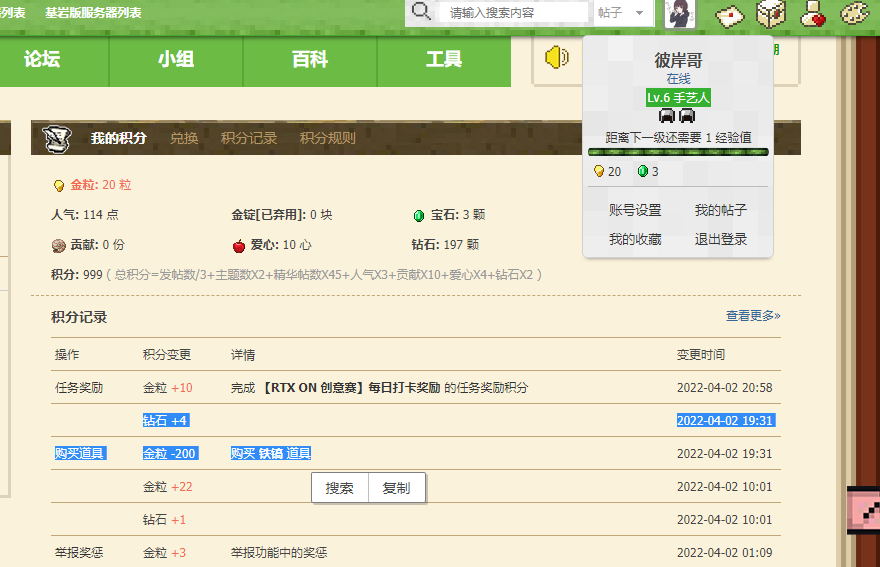 列表 基岩版服务器列表 请输入搜索内容 帖子
论坛 小组 百科 工具
彼岸哥
在线
Lv.6 手艺人
距离下一级还需要 1 经验值
20 3
账号设置 我的帖子
我的收藏 退出登录
我的积分 兑换 积分记录 积分规则
金粒: 20 粒
人气: 114 点 金锭[已弃用]: 0 块 宝石: 3 颗
贡献: 0 份 爱心: 10 心 钻石: 197 颗
积分: 999 ( 总积分=发帖数/3+主题数X2+精华帖数X45+人气X3+贡献X10+爱心X4+钻石X2 )
积分记录 查看更多»
操作 积分变更 详情 变更时间
任务奖励 金粒 +10 完成 【RTX ON 创意赛】每日打卡奖励 的任务奖励积分 2022-04-02 20:58
钻石 +4 2022-04-02 19:31
购买道具 金粒 -200 购买 铁镐 道具 2022-04-02 19:31
金粒 +22 2022-04-02 10:01
搜索 复制
钻石 +1 2022-04-02 10:01
举报奖惩 金粒 +3 举报功能中的奖惩 2022-04-02 01:09